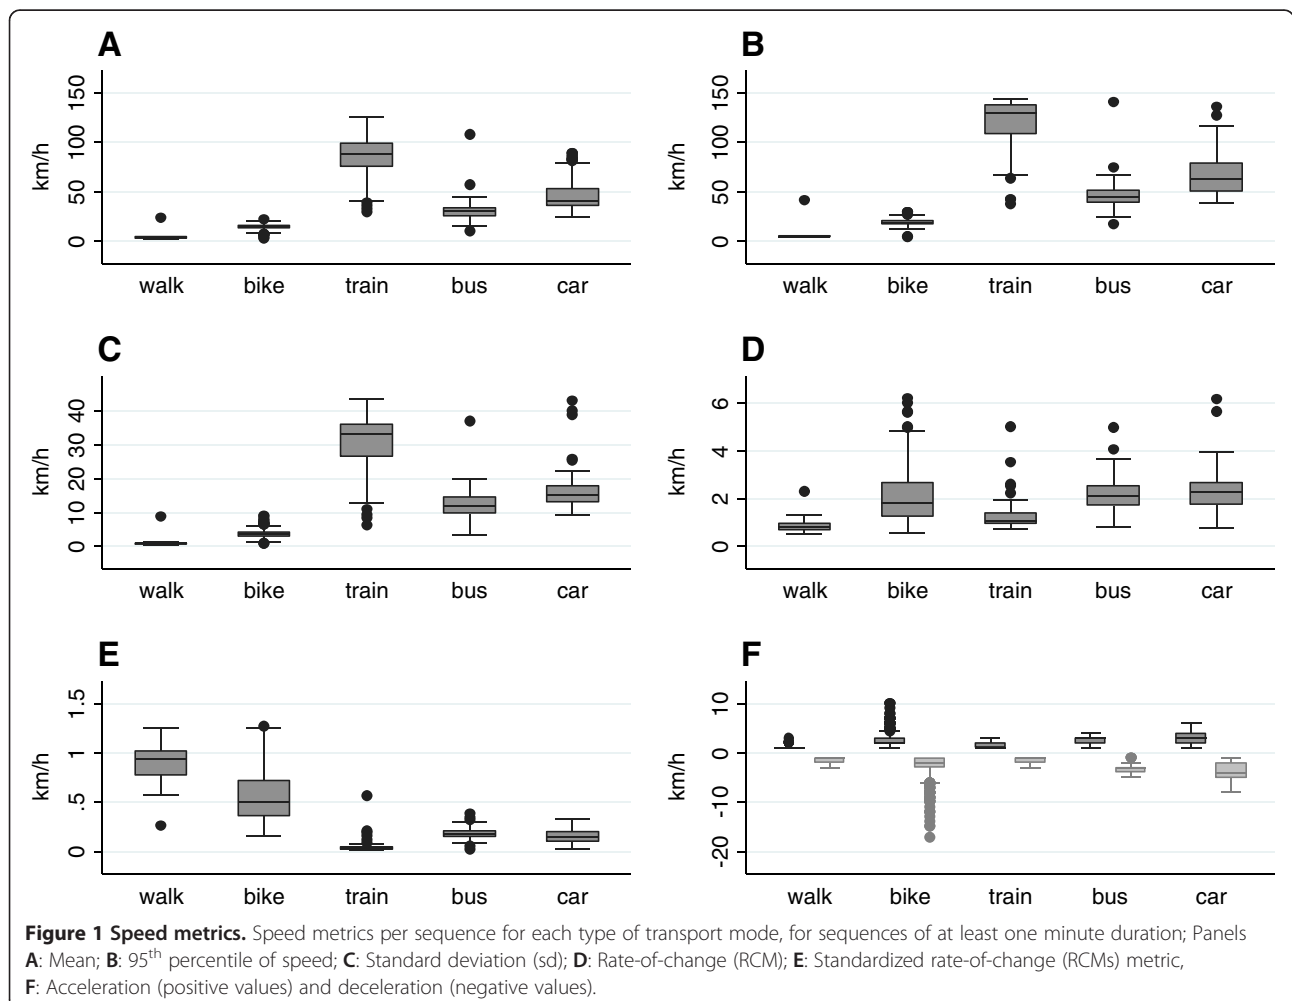 A
km/h
150
100
50
0
walk bike train bus car
B
km/h
150
100
50
0
walk bike train bus car
C
km/h
40
30
20
10
0
walk bike train bus car
D
km/h
6
4
2
0
walk bike train bus car
E
km/h
1.5
1
.5
0
walk bike train bus car
F
km/h
10
0
-10
-20
walk bike train bus car
Figure 1 Speed metrics. Speed metrics per sequence for each type of transport mode, for sequences of at least one minute duration; Panels
A: Mean; B: 95th percentile of speed; C: Standard deviation (sd); D: Rate-of-change (RCM); E: Standardized rate-of-change (RCMs) metric,
F: Acceleration (positive values) and deceleration (negative values).